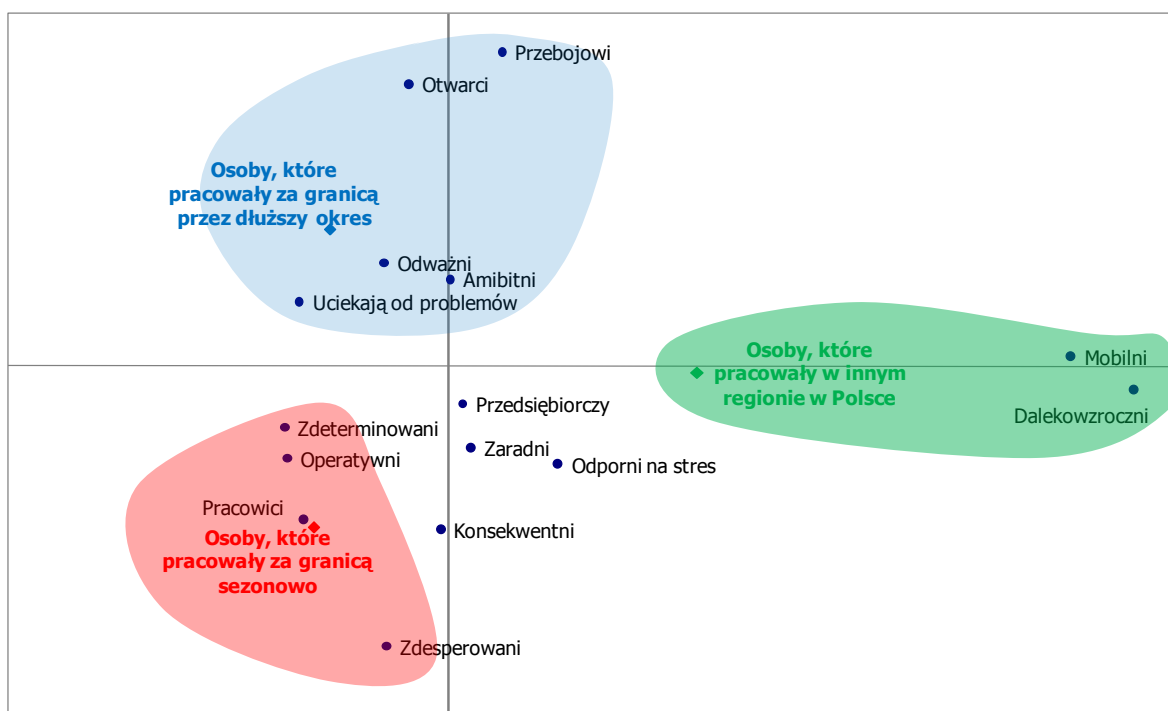 Przebojowi
Otwarci
Osoby, które
pracowały za granicą
przez dłuższy okres
Odważni
Amibitni
Uciekają od problemów
Osoby, które
pracowały w innym
regionie w Polsce
Mobilni
Dalekowzroczni
Przedsiębiorczy
Zdeterminowani
Zaradni
Operatywni
Odporni na stres
Pracowici
Osoby, które
pracowały za granicą
sezonowo
Konsekwentni
Zdesperowani